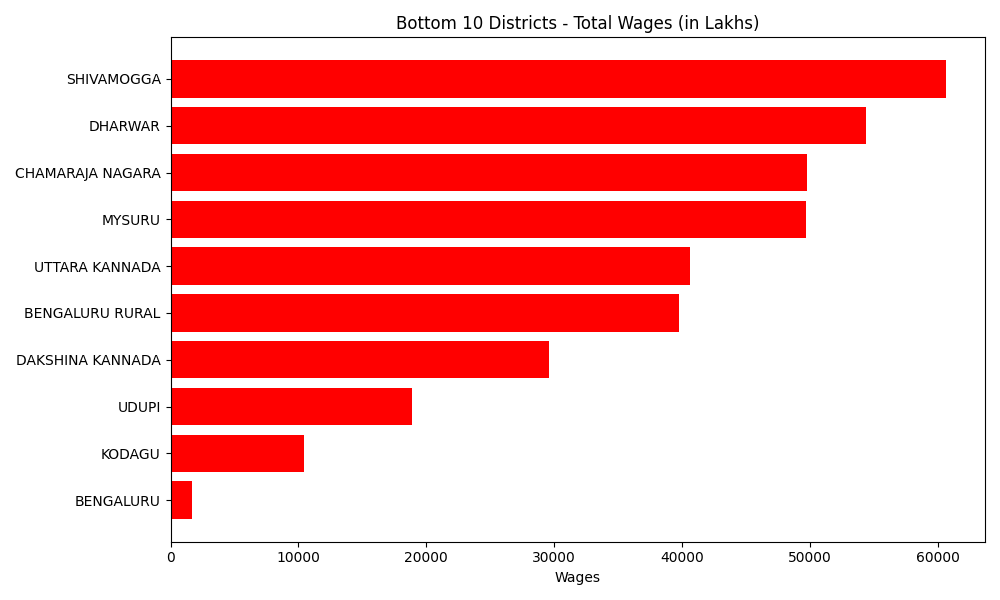 Bottom 10 Districts - Total Wages (in Lakhs)
SHIVAMOGGA
DHARWAR
CHAMARAJA NAGARA
MYSURU
UTTARA KANNADA
BENGALURU RURAL
DAKSHINA KANNADA
UDUPI
KODAGU
BENGALURU
0 10000 20000 30000 40000 50000 60000
Wages